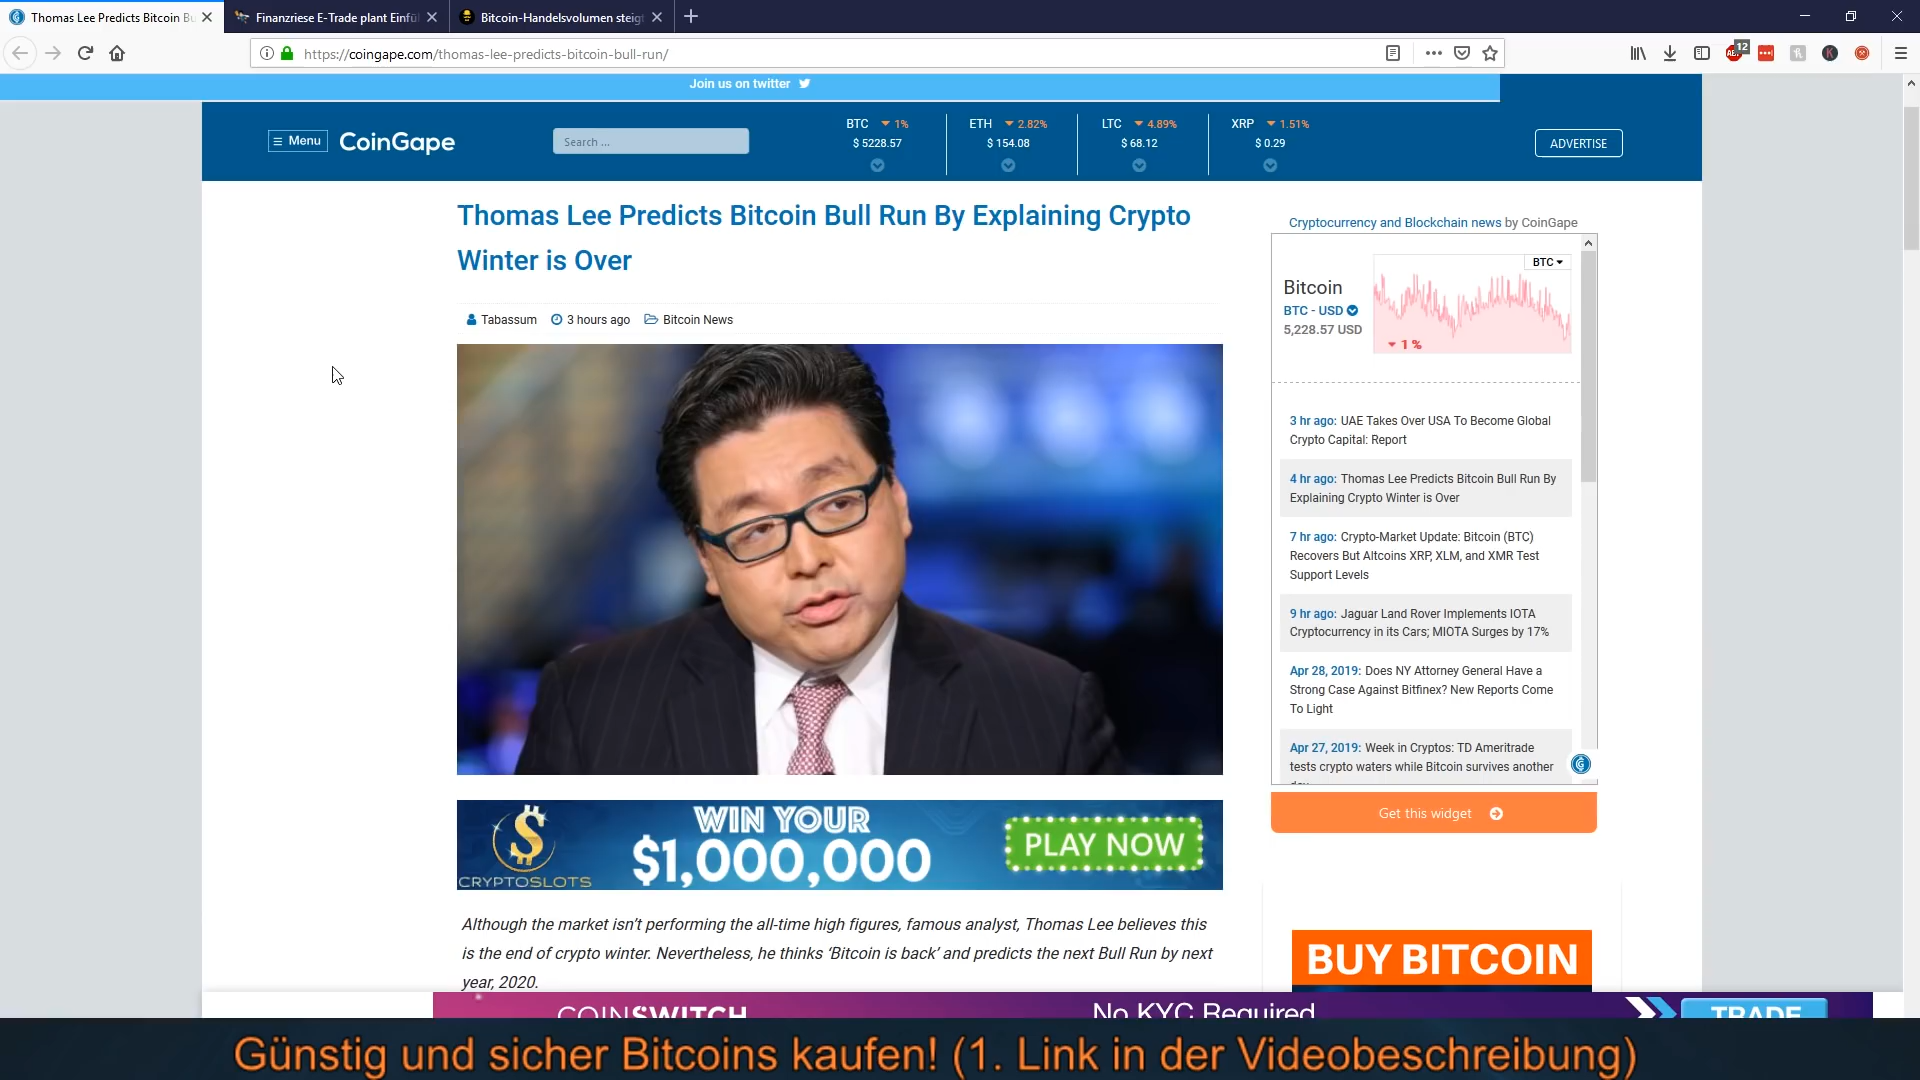 Thomas Lee Predicts Bitcoin Bu
Finanzriese E-Trade plant Einfü
Bitcoin-Handelsvolumen steigt
https://coingape.com/thomas-lee-predicts-bitcoin-bull-run/
12
Join us on twitter
Menu
CoinGape
Search ...
BTC 1%
$ 5228.57
ETH 2.82%
$ 154.08
LTC 4.89%
$ 68.12
XRP 1.51%
$ 0.29
ADVERTISE
Thomas Lee Predicts Bitcoin Bull Run By Explaining Crypto
Winter is Over
Tabassum 3 hours ago Bitcoin News
WIN YOUR
$1,000,000
PLAY NOW
CRYPTOSLOTS
Although the market isn’t performing the all-time high figures, famous analyst, Thomas Lee believes this
is the end of crypto winter. Nevertheless, he thinks ‘Bitcoin is back’ and predicts the next Bull Run by next
year, 2020.
Cryptocurrency and Blockchain news by CoinGape
BTC
Bitcoin
BTC - USD
5,228.57 USD
1 %
3 hr ago: UAE Takes Over USA To Become Global
Crypto Capital: Report
4 hr ago: Thomas Lee Predicts Bitcoin Bull Run By
Explaining Crypto Winter is Over
7 hr ago: Crypto-Market Update: Bitcoin (BTC)
Recovers But Altcoins XRP, XLM, and XMR Test
Support Levels
9 hr ago: Jaguar Land Rover Implements IOTA
Cryptocurrency in its Cars; MIOTA Surges by 17%
Apr 28, 2019: Does NY Attorney General Have a
Strong Case Against Bitfinex? New Reports Come
To Light
Apr 27, 2019: Week in Cryptos: TD Ameritrade
tests crypto waters while Bitcoin survives another
day
Get this widget
BUY BITCOIN
COINSWITCH
No KYC Required
TRADE
Günstig und sicher Bitcoins kaufen! (1. Link in der Videobeschreibung)